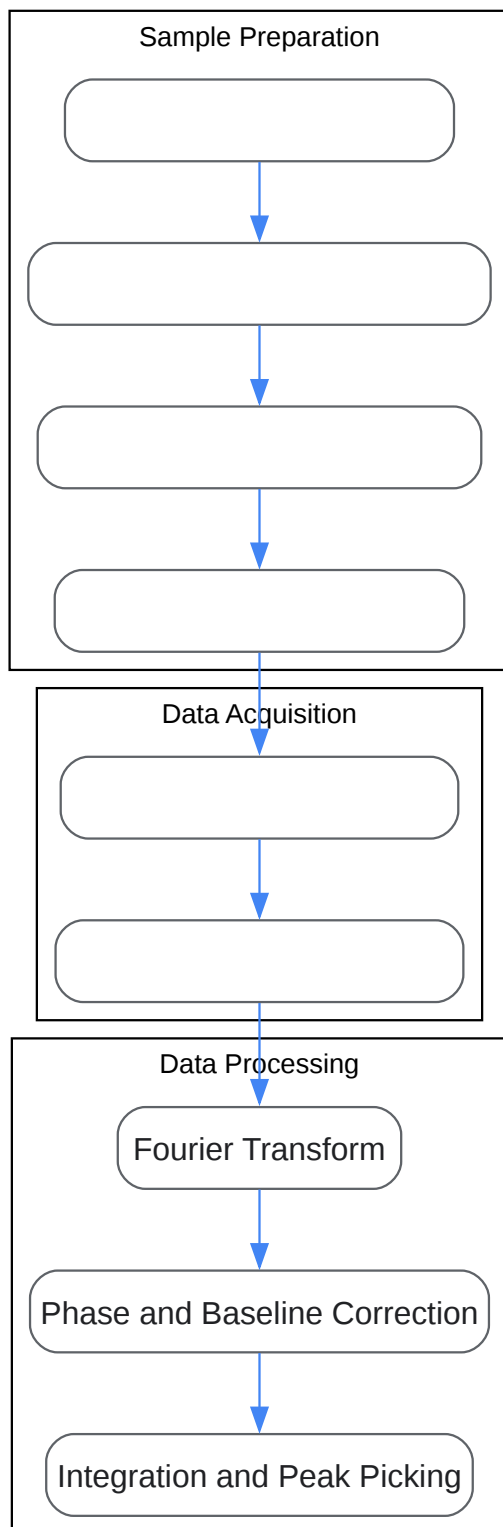 Sample Preparation
Data Acquisition
Data Processing
Fourier Transform
Phase and Baseline Correction
Integration and Peak Picking